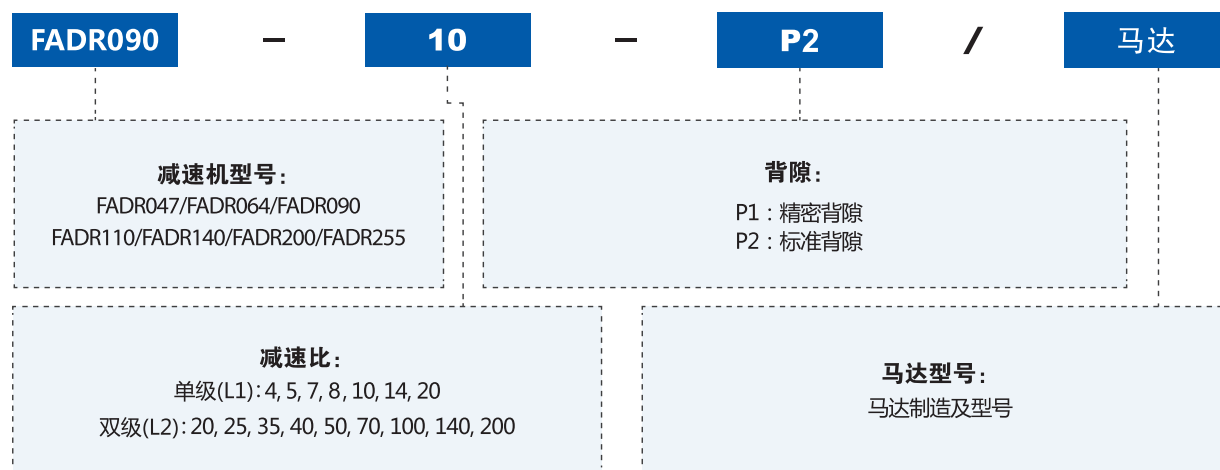 FADR090 - 10 - P2 / 马达
减速机型号：
FADR047/FADR064/FADR090
FADR110/FADR140/FADR200/FADR255
背隙：
P1：精密背隙
P2：标准背隙
减速比：
单级(L1)：4, 5, 7, 8, 10, 14, 20
双级(L2)：20, 25, 35, 40, 50, 70, 100, 140, 200
马达型号：
马达制造及型号